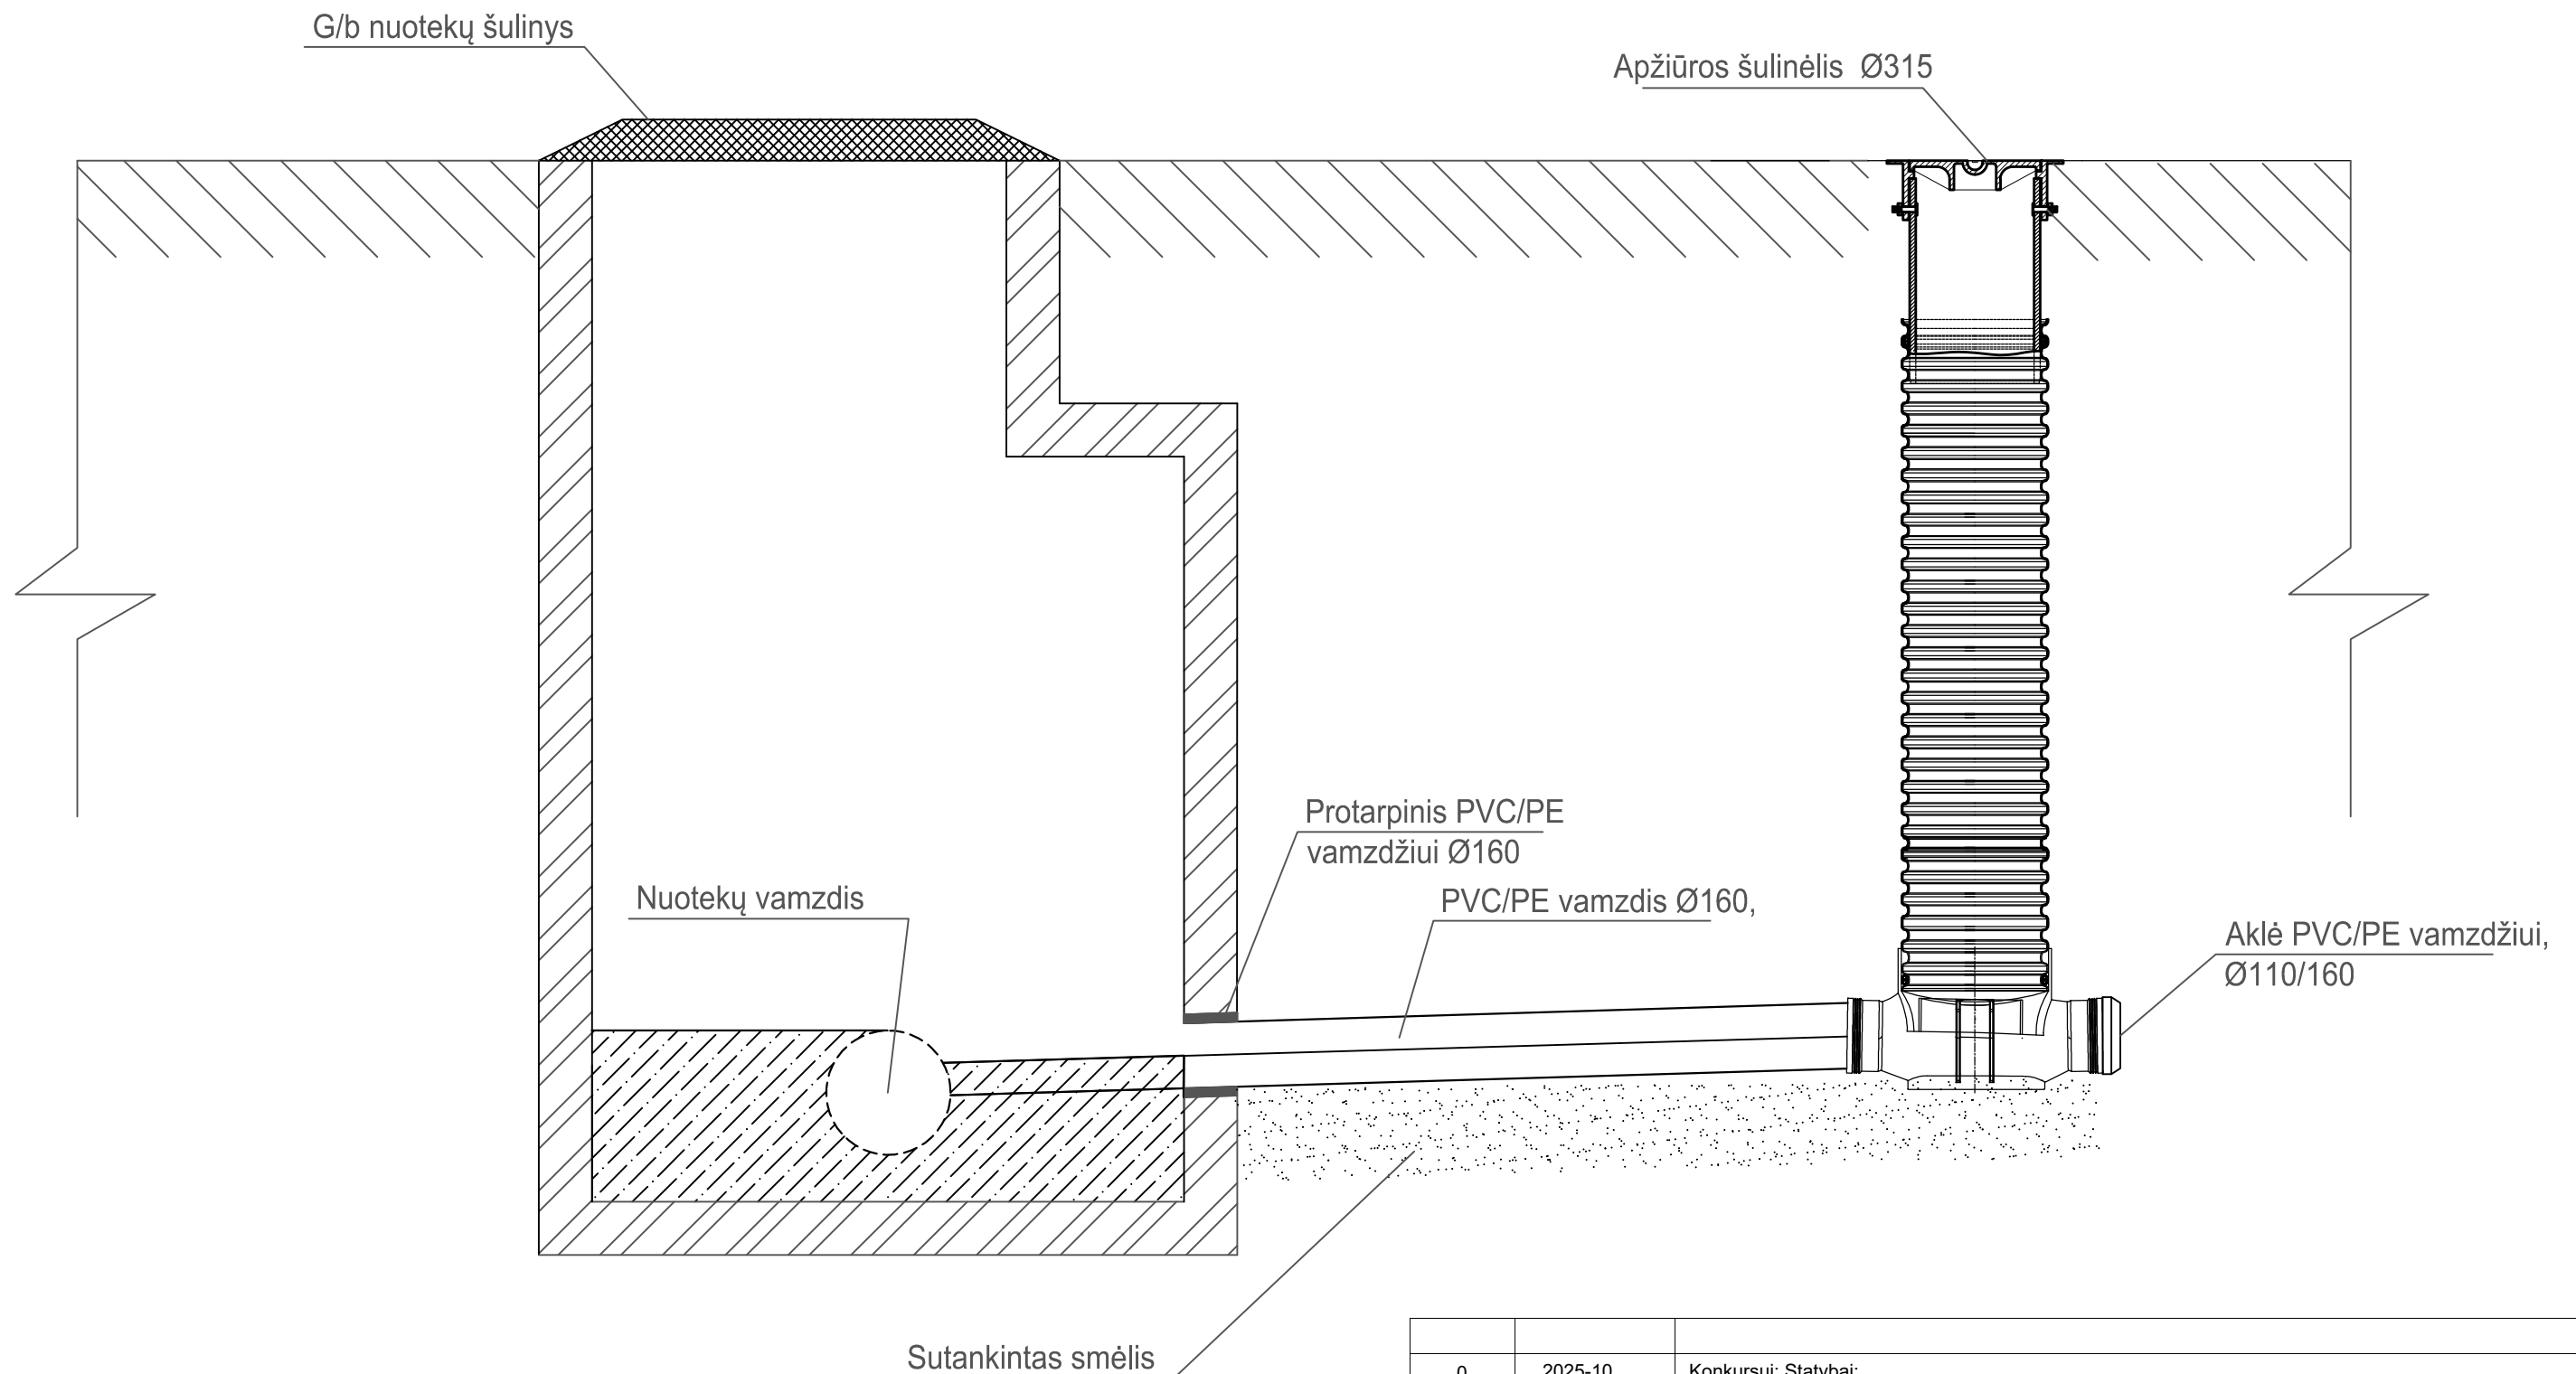 G/b nuotekų šulinys
Apžiūros šulinėlis Ø315
Protarpinis PVC/PE
vamzdžiui Ø160
Nuotekų vamzdis
PVC/PE vamzdis Ø160,
Aklė PVC/PE vamzdžiui,
Ø110/160
Sutankintas smėlis
0 2025-10 Konkursui; Statybai;